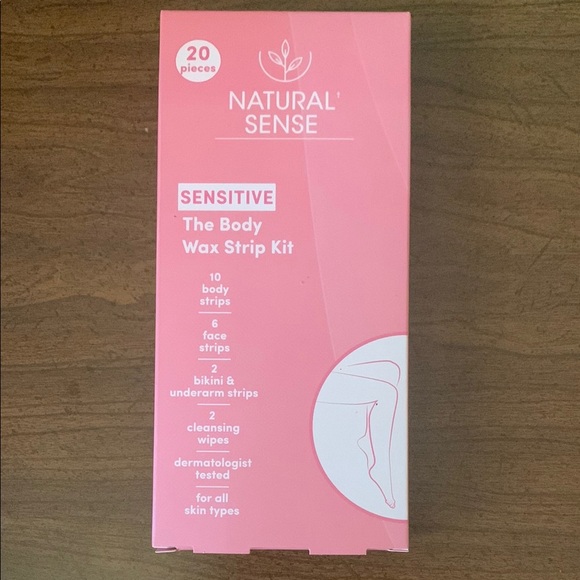 20
pieces
NATURAL'
SENSE
SENSITIVE
The Body
Wax Strip Kit
10
body
strips
6
face
strips
2
bikini &
underarm strips
2
cleansing
wipes
dermatologist
tested
for all
skin types